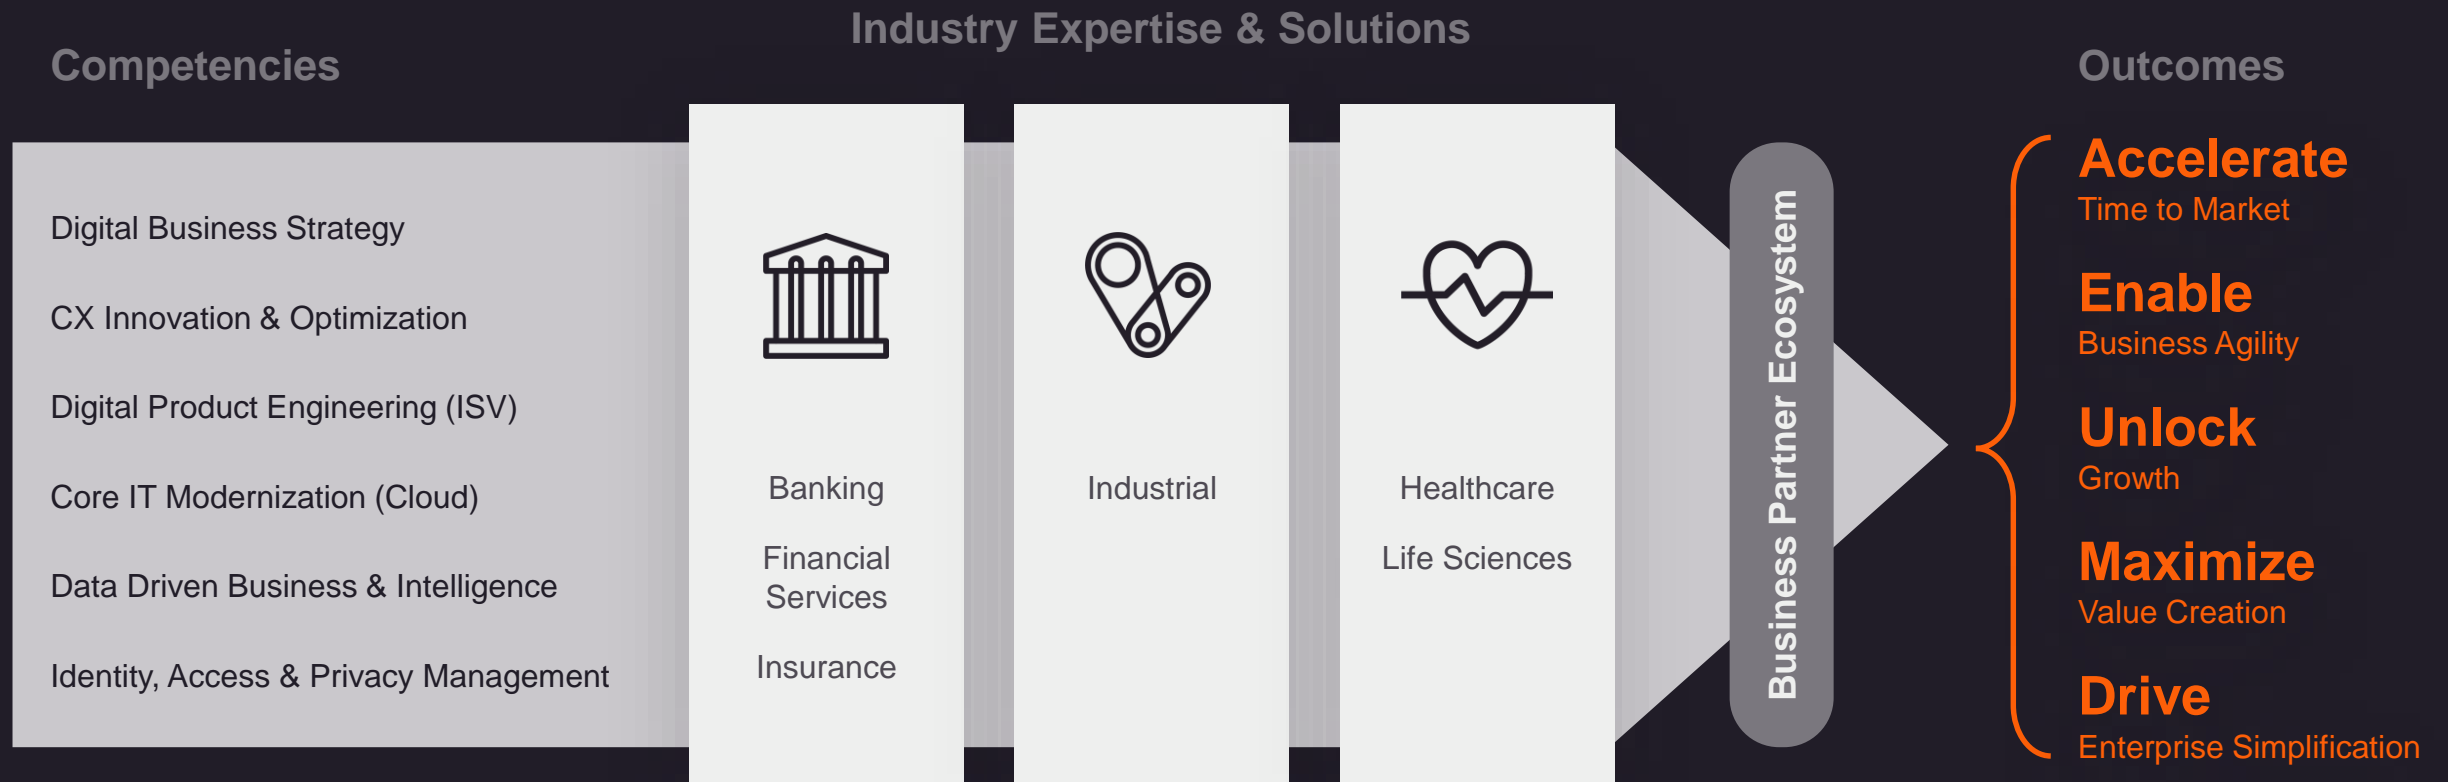 Industry Expertise & Solutions
Competencies
Digital Business Strategy
CX Innovation & Optimization
Digital Product Engineering (ISV)
Core IT Modernization (Cloud)
Data Driven Business & Intelligence
Identity, Access & Privacy Management
Banking
Financial
Services
Insurance
Industrial
Healthcare
Life Sciences
Business Partner Ecosystem
Outcomes
Accelerate
Time to Market
Enable
Business Agility
Unlock
Growth
Maximize
Value Creation
Drive
Enterprise Simplification